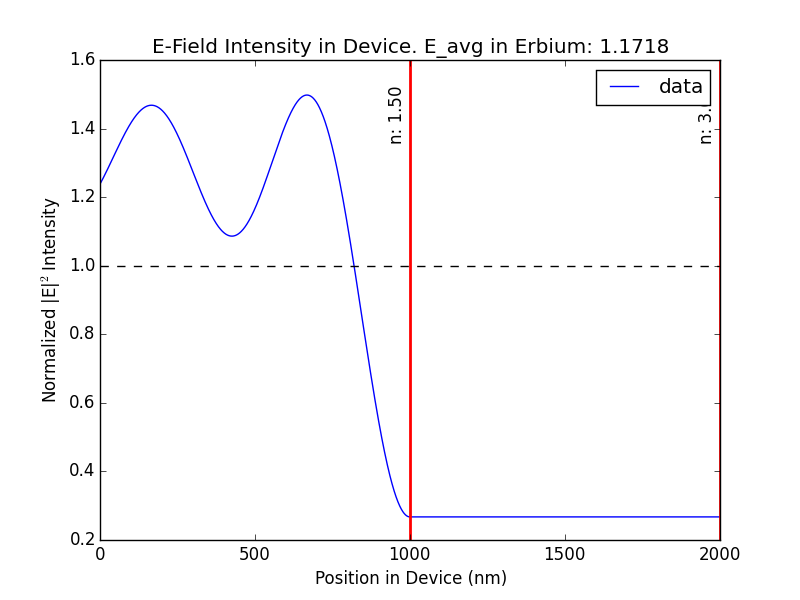 E-Field Intensity in Device. E_avg in Erbium: 1.1718
1.6
1.4
1.2
1.0
0.8
0.6
0.4
0.2
Normalized |E|² Intensity
n: 1.50
data
n: 3.
0
500
1000
1500
2000
Position in Device (nm)